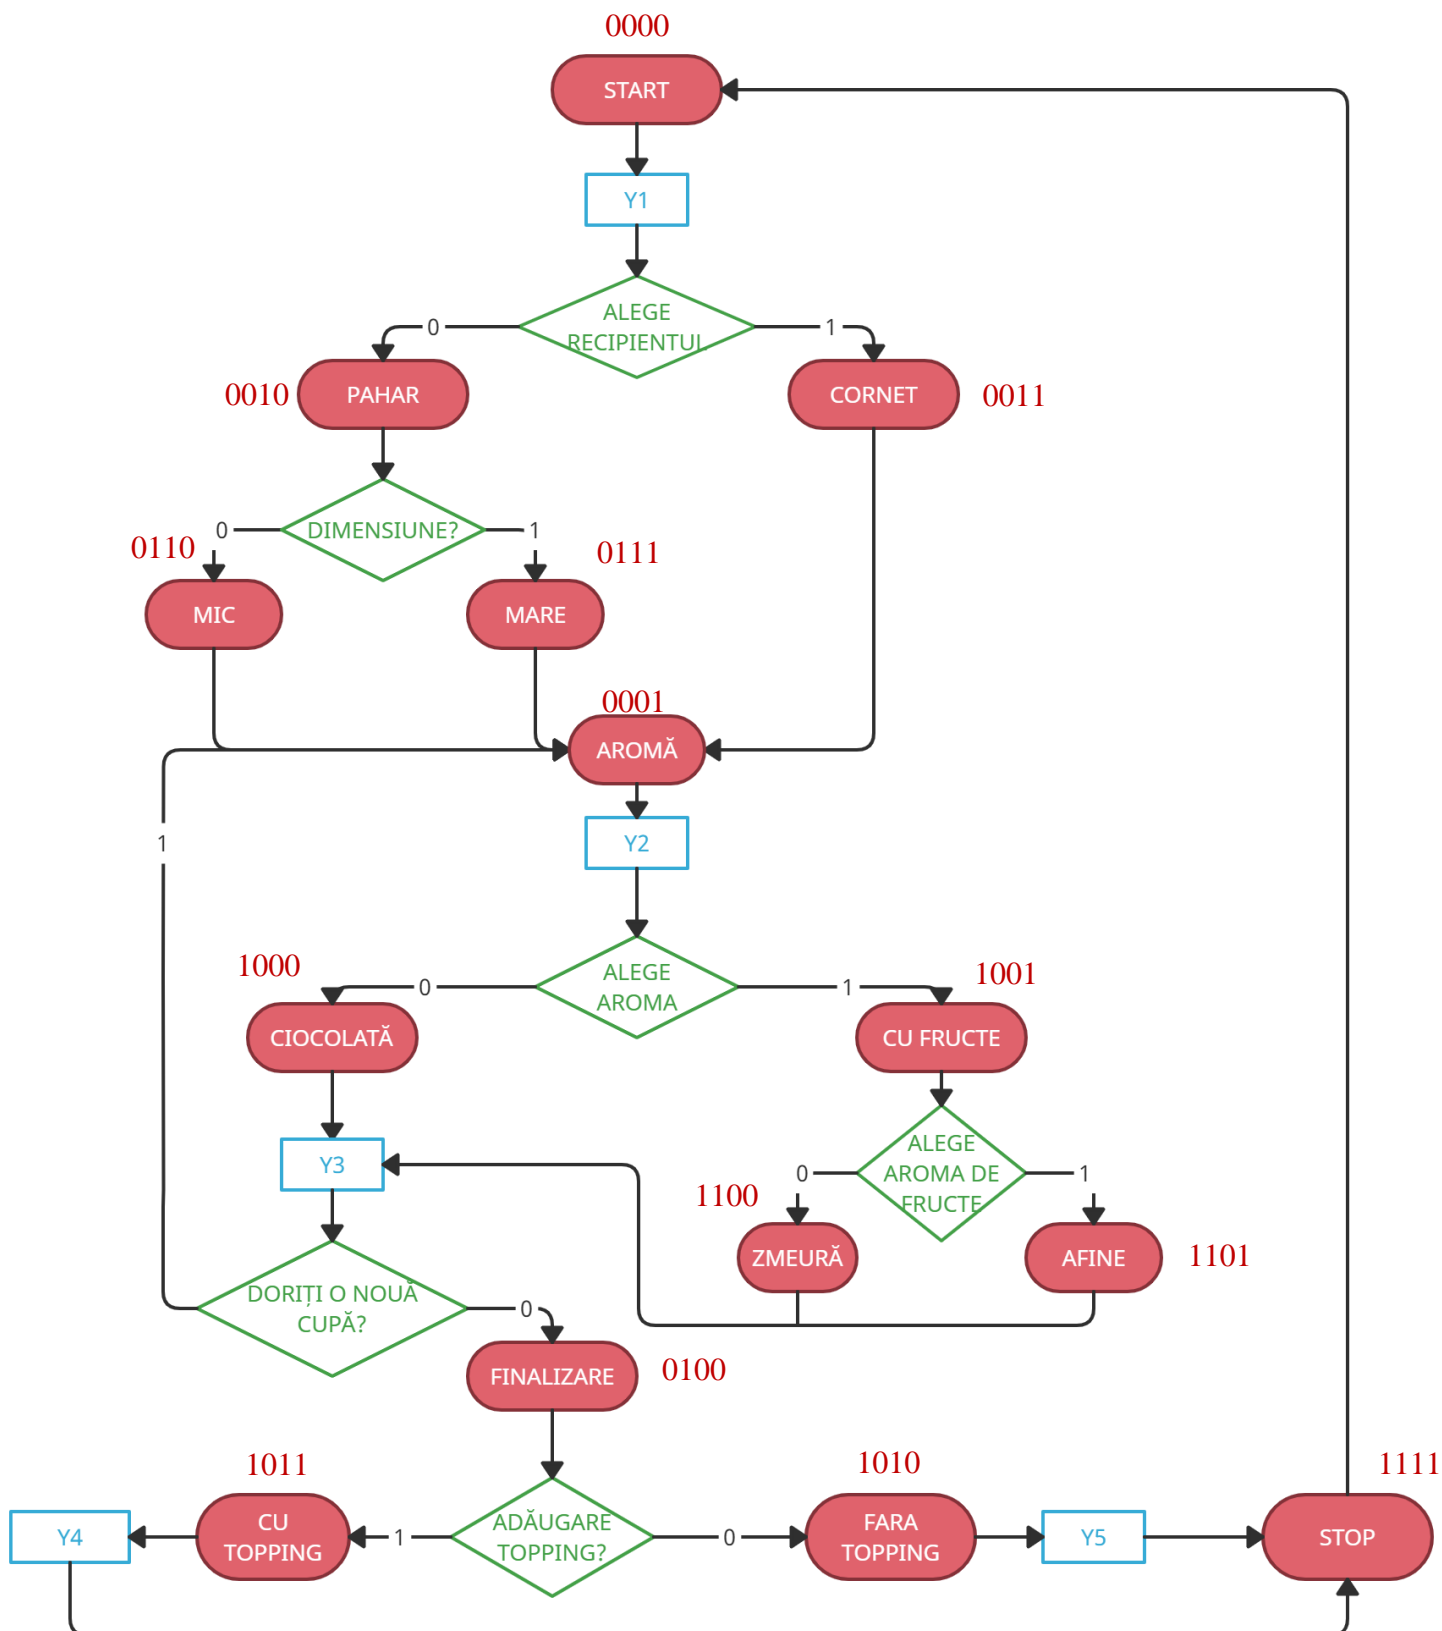 0000
START
Y1
ALEGE
RECIPIENTUL
0
1
0010
PAHAR
CORNET
0011
DIMENSIUNE?
0
1
0110
0111
MIC
MARE
0001
AROMĂ
Y2
1
ALEGE
AROMA
0
1
1000
1001
CIOCOLATĂ
CU FRUCTE
Y3
ALEGE
AROMA DE
FRUCTE
0
1
1100
ZMEURĂ
AFINE
1101
DORIȚI O NOUĂ
CUPĂ?
0
FINALIZARE
0100
1011
1010
1111
Y4
CU
TOPPING
1
ADĂUGARE
TOPPING?
0
FARA
TOPPING
Y5
STOP